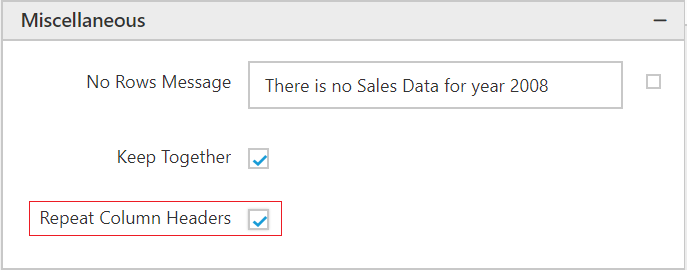 Miscellaneous
No Rows Message There is no Sales Data for year 2008
Keep Together
Repeat Column Headers